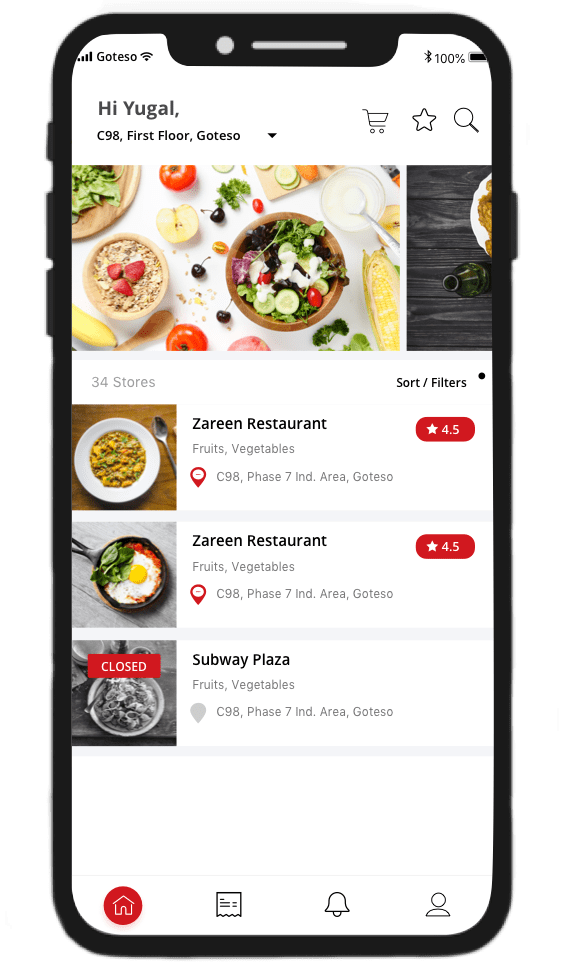 Goteso
100%
Hi Yugal,
C98, First Floor, Goteso
34 Stores
Sort / Filters
Zareen Restaurant
4.5
Fruits, Vegetables
C98, Phase 7 Ind. Area, Goteso
Zareen Restaurant
4.5
Fruits, Vegetables
C98, Phase 7 Ind. Area, Goteso
CLOSED
Subway Plaza
Fruits, Vegetables
C98, Phase 7 Ind. Area, Goteso